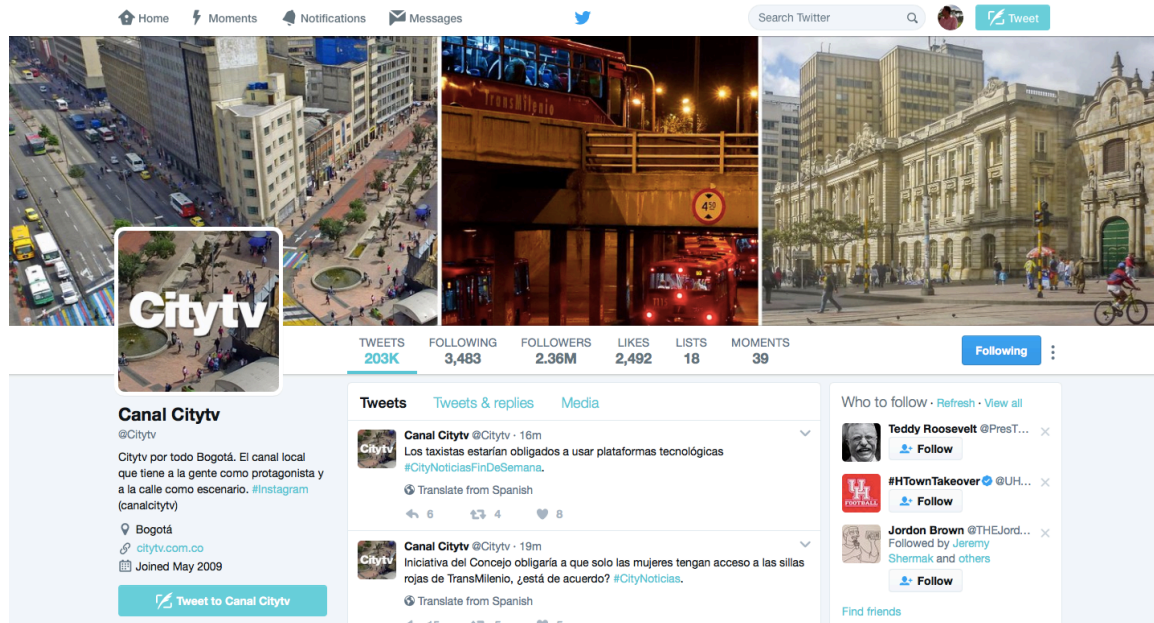 Home
Moments
Notifications
Messages
Search Twitter
Tweet
TransMilenio
4.50
Citytv
TWEETS
203K
FOLLOWING
3,483
FOLLOWERS
2.36M
LIKES
2,492
LISTS
18
MOMENTS
39
Following
Canal Citytv
@Citytv
Citytv por todo Bogotá. El canal local
que tiene a la gente como protagonista y
a la calle como escenario. #Instagram
(canalcitytv)
Bogotá
citytv.com.co
Joined May 2009
Tweet to Canal Citytv
Tweets
Tweets & replies
Media
Citytv
Canal Citytv @Citytv · 16m
Los taxistas estarían obligados a usar plataformas tecnológicas
#CityNoticiasFinDeSemana.
Translate from Spanish
6
4
8
Citytv
Canal Citytv @Citytv · 19m
Iniciativa del Concejo obligaría a que solo las mujeres tengan acceso a las sillas
rojas de TransMilenio, ¿está de acuerdo? #CityNoticias.
Translate from Spanish
Who to follow · Refresh · View all
Teddy Roosevelt @PresT...
Follow
UH
FOOTBALL
#HTownTakeover @UH...
Follow
Jordon Brown @THEJord...
Followed by Jeremy
Shermak and others
Follow
Find friends